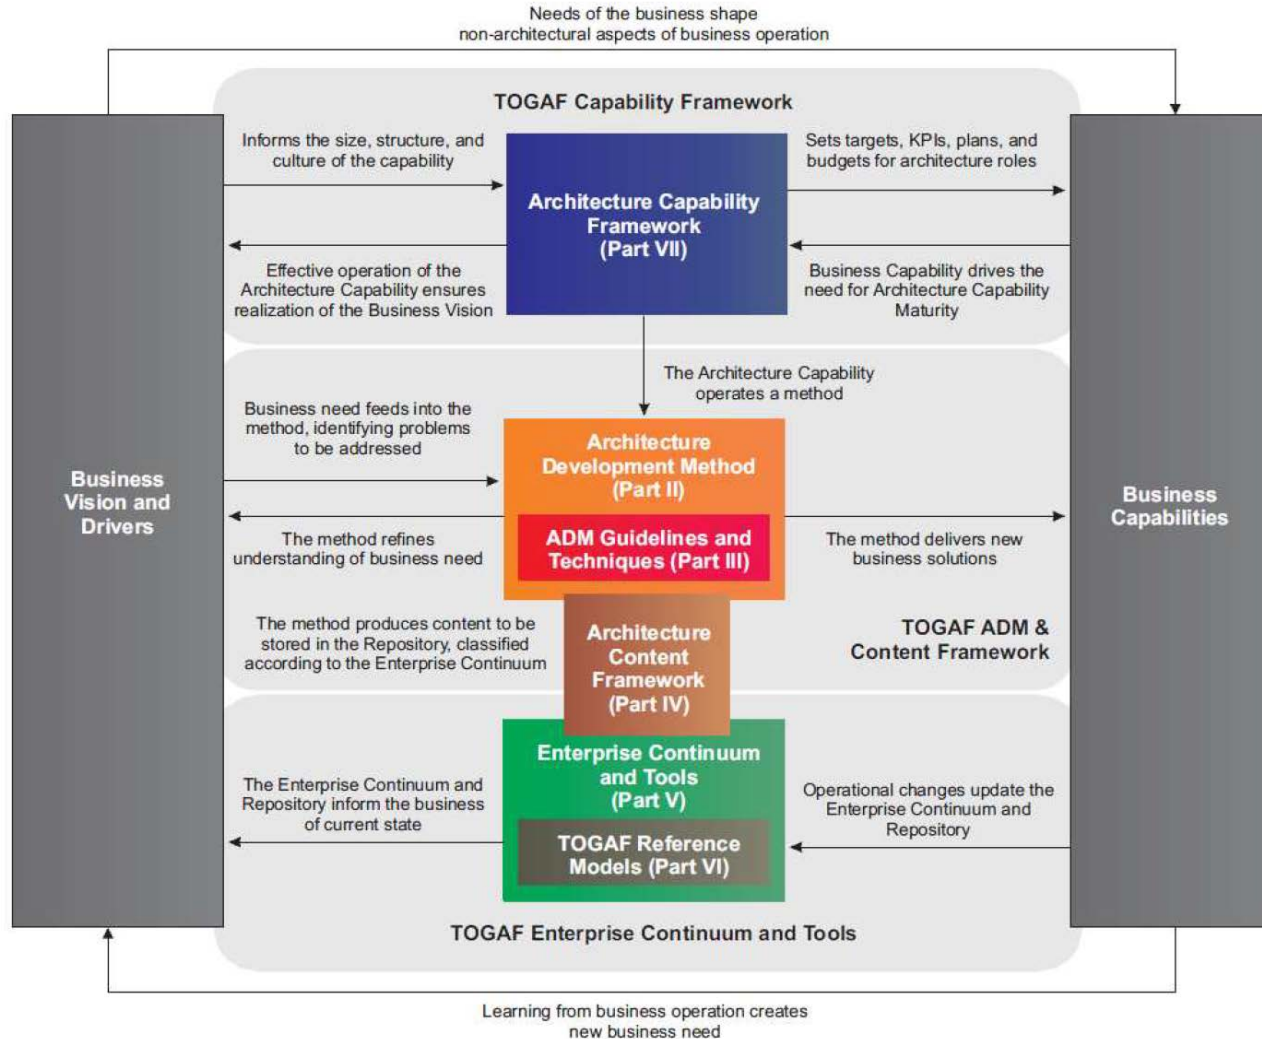 Needs of the business shape
non-architectural aspects of business operation
TOGAF Capability Framework
Informs the size, structure, and
culture of the capability
Architecture Capability
Framework
(Part VII)
Sets targets, KPIs, plans, and
budgets for architecture roles
Effective operation of the
Architecture Capability ensures
realization of the Business Vision
Business Capability drives the
need for Architecture Capability
Maturity
The Architecture Capability
operates a method
Business need feeds into the
method, identifying problems
to be addressed
Architecture
Development Method
(Part II)
Business
Vision and
Drivers
Business
Capabilities
ADM Guidelines and
Techniques (Part III)
The method refines
understanding of business need
The method delivers new
business solutions
The method produces content to be
stored in the Repository, classified
according to the Enterprise Continuum
Architecture
Content
Framework
(Part IV)
TOGAF ADM &
Content Framework
Enterprise Continuum
and Tools
(Part V)
The Enterprise Continuum and
Repository inform the business
of current state
Operational changes update the
Enterprise Continuum and
Repository
TOGAF Reference
Models (Part VI)
TOGAF Enterprise Continuum and Tools
Learning from business operation creates
new business need